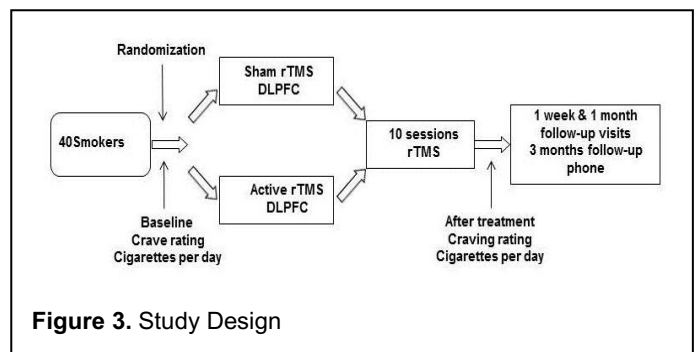 Randomization
Sham rTMS
DLPFC
40Smokers
10 sessions
rTMS
1 week & 1 month
follow-up visits
3 months follow-up
phone
Active rTMS
DLPFC
Baseline
Crave rating
Cigarettes per day
After treatment
Craving rating
Cigarettes per day
Figure 3. Study Design